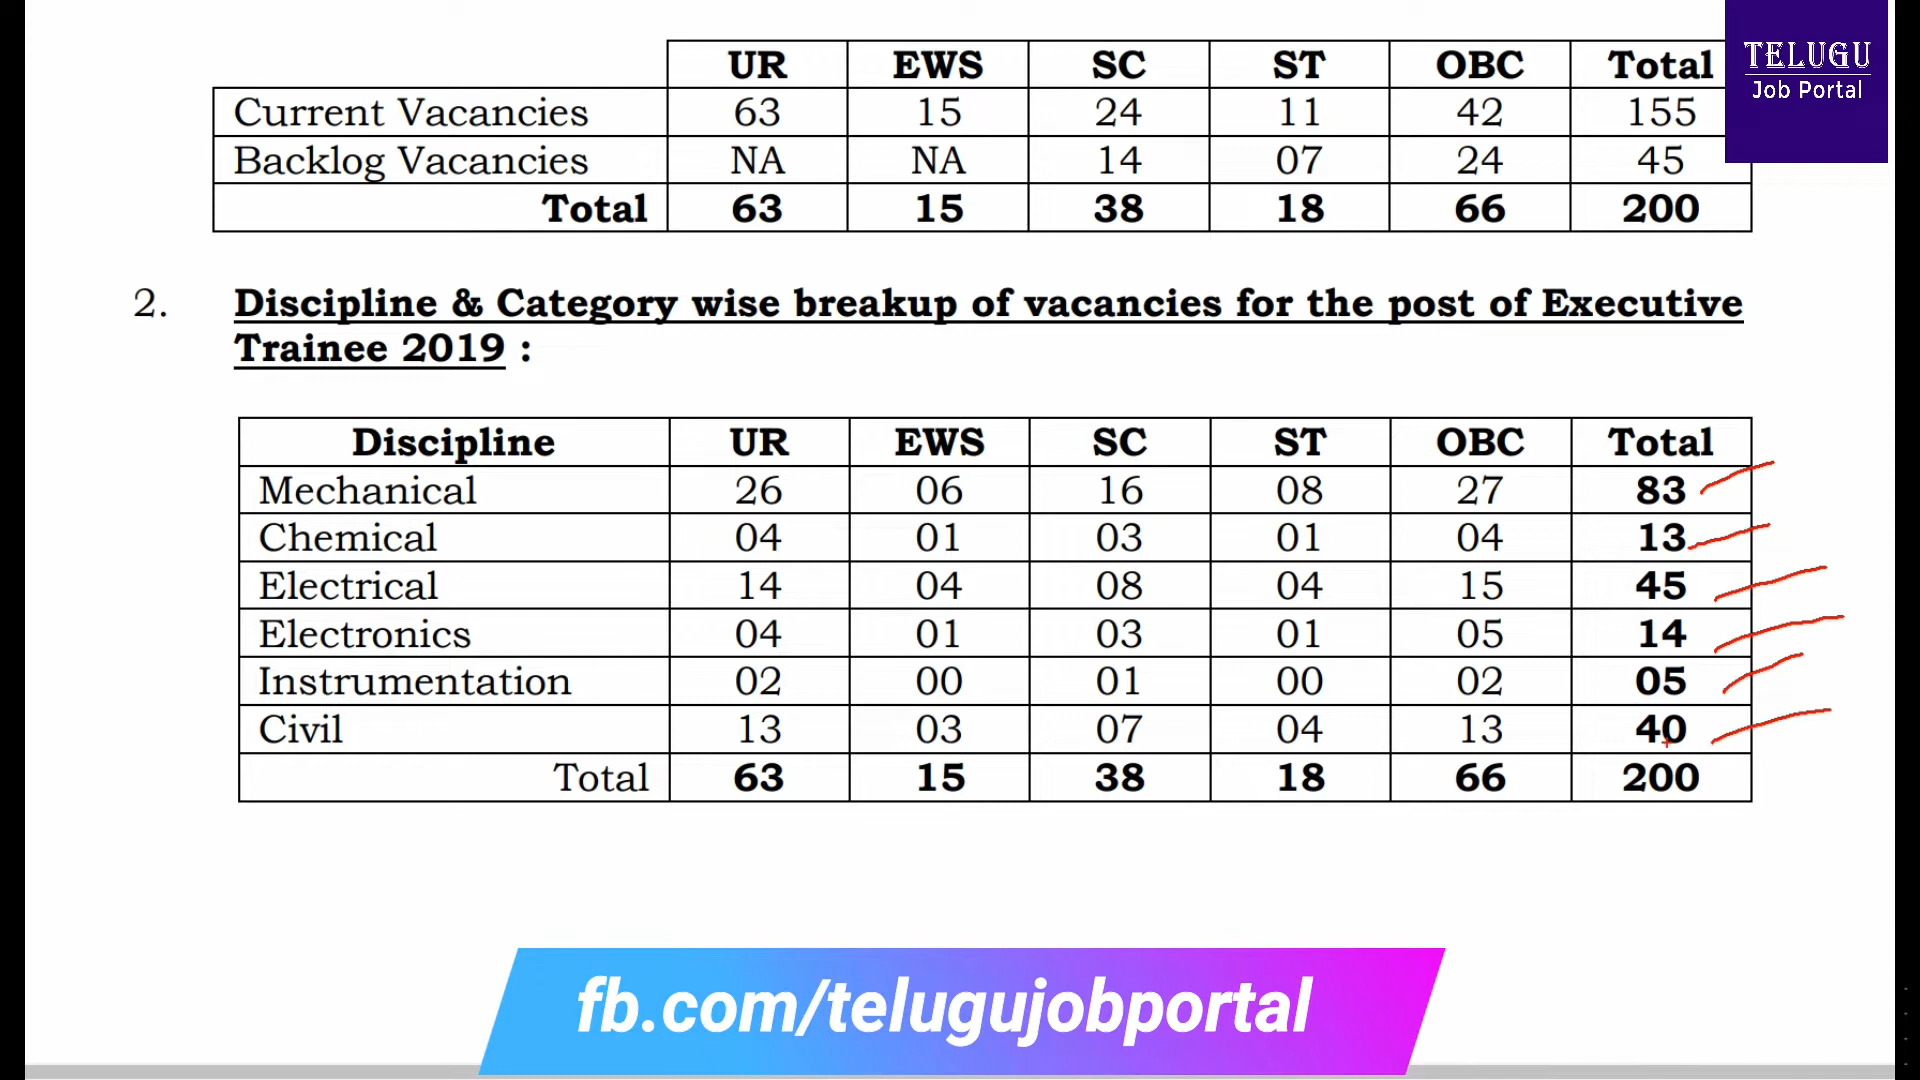 UR EWS SC ST OBC Total
Current Vacancies 63 15 24 11 42 155
Backlog Vacancies NA NA 14 07 24 45
Total 63 15 38 18 66 200
TELUGU
Job Portal
2. Discipline & Category wise breakup of vacancies for the post of Executive
Trainee 2019 :
Discipline UR EWS SC ST OBC Total
Mechanical 26 06 16 08 27 83
Chemical 04 01 03 01 04 13
Electrical 14 04 08 04 15 45
Electronics 04 01 03 01 05 14
Instrumentation 02 00 01 00 02 05
Civil 13 03 07 04 13 40
Total 63 15 38 18 66 200
fb.com/telugujobportal